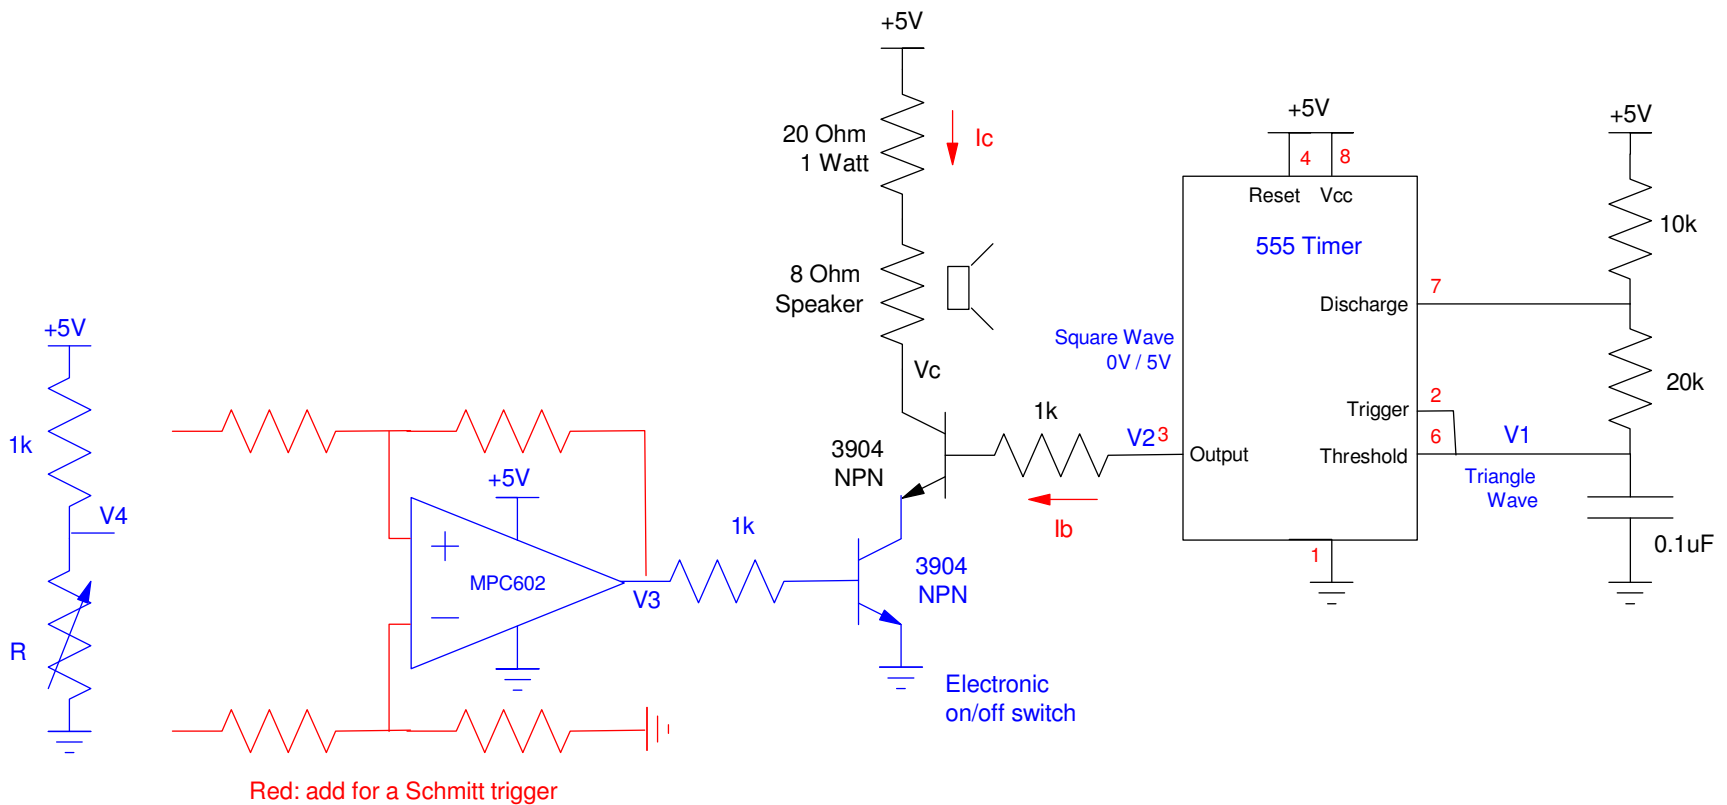 +5V
20 Ohm
1 Watt
Ic
8 Ohm
Speaker
Vc
+5V
4
8
Reset
Vcc
555 Timer
+5V
10k
Discharge
7
Square Wave
0V / 5V
20k
Trigger
2
6
Threshold
V1
Triangle
Wave
Output
V2
3
1k
3904
NPN
Ib
1
0.1uF
+5V
1k
V4
R
+5V
MPC602
V3
1k
3904
NPN
Electronic
on/off switch
Red: add for a Schmitt trigger